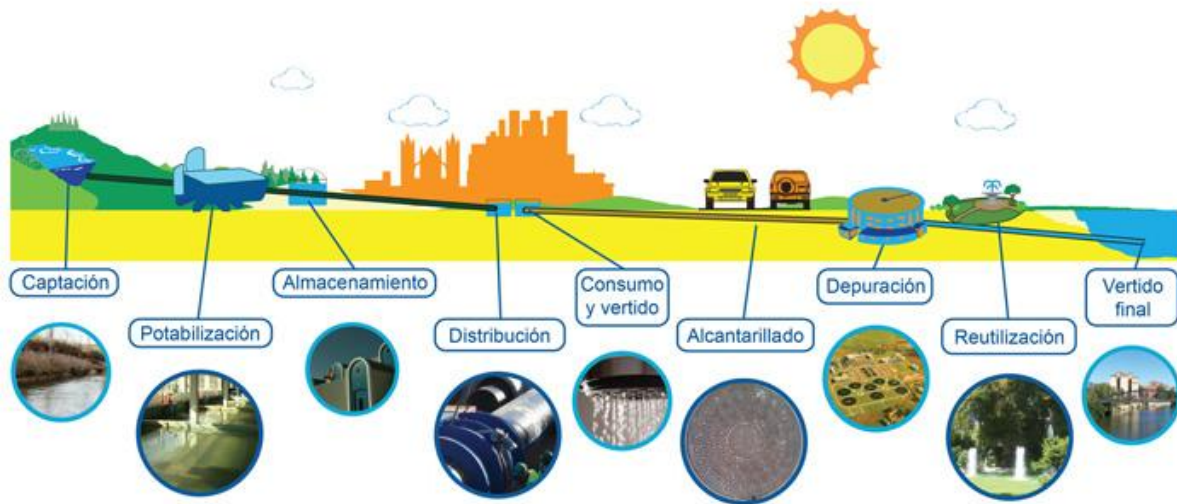 Captación
Potabilización
Almacenamiento
Distribución
Consumo
y vertido
Alcantarillado
Depuración
Reutilización
Vertido
final